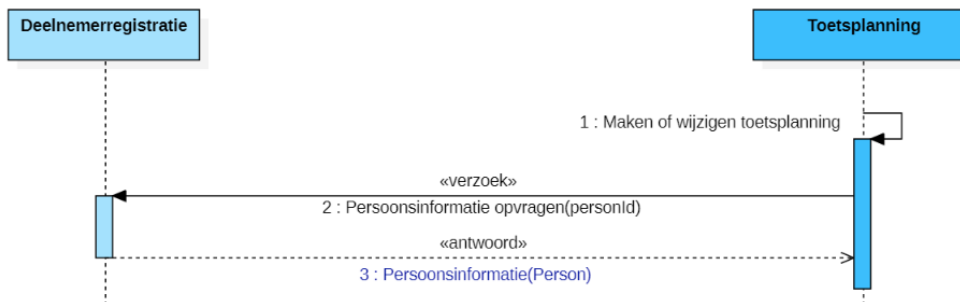 Deelnemerregistratie
Toetsplanning
1 : Maken of wijzigen toetsplanning
«verzoek»
2 : Persoonsinformatie opvragen(personId)
«antwoord»
3 : Persoonsinformatie(Person)